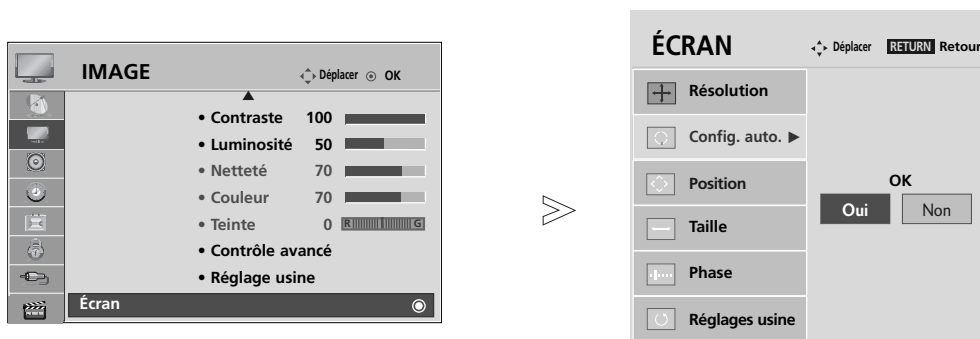 IMAGE
Déplacer OK
• Contraste 100
• Luminosité 50
• Netteté 70
• Couleur 70
• Teinte 0 R G
• Contrôle avancé
• Réglage usine
Écran
ÉCRAN
Déplacer RETURN Retour
Résolution
Config. auto. ►
Position
Taille
Phase
Réglages usine
OK
Oui Non